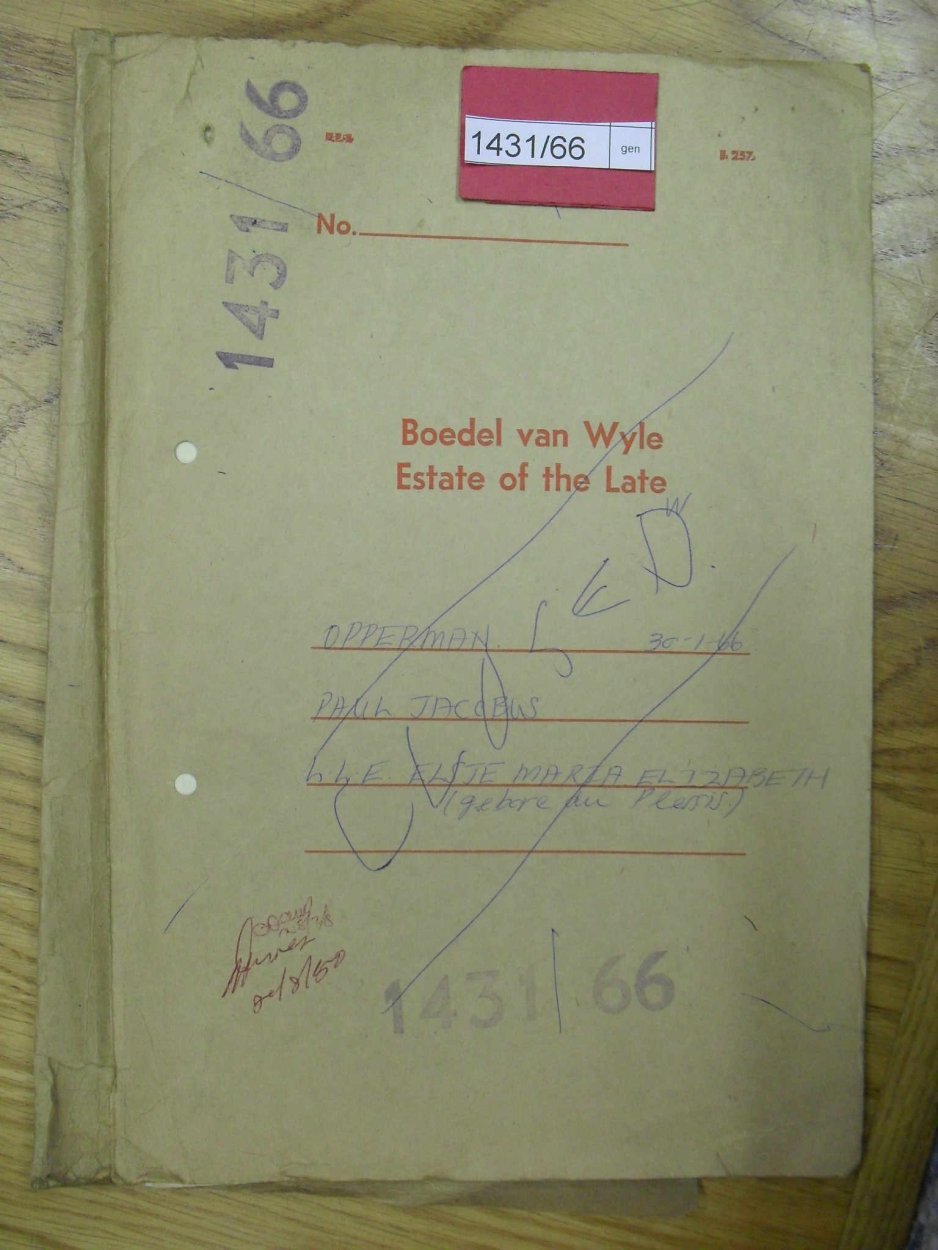 1431/66
1431/66 gen
No.
Boedel van Wyle
Estate of the Late
OPPERMAN. 30-1-66
PAUL JACOBUS
ELSJE MARIA ELIZABETH
(gebore du Plessis)
1431/66